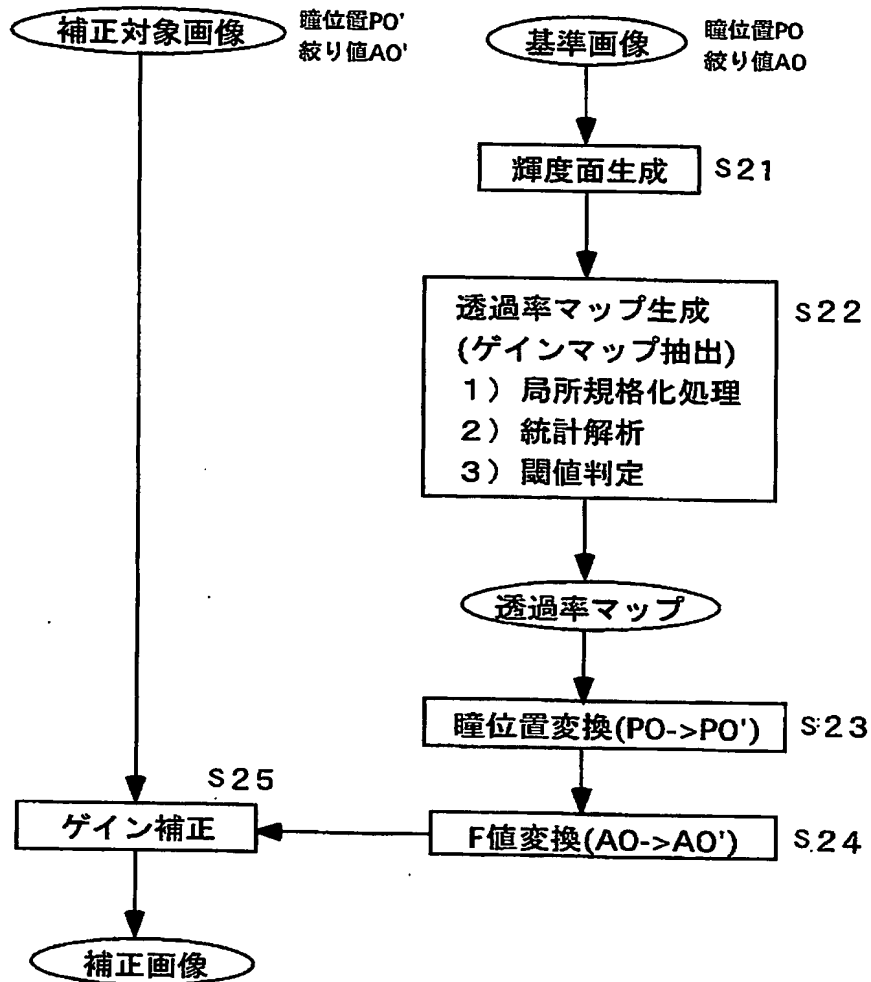 補正対象画像
瞳位置PO'
絞り値AO'
基準画像
瞳位置PO
絞り値AO
輝度面生成
S21
透過率マップ生成
(ゲインマップ抽出)
1) 局所規格化処理
2) 統計解析
3) 閾値判定
S22
透過率マップ
瞳位置変換(PO->PO')
S23
S25
ゲイン補正
F値変換(AO->AO')
S24
補正画像